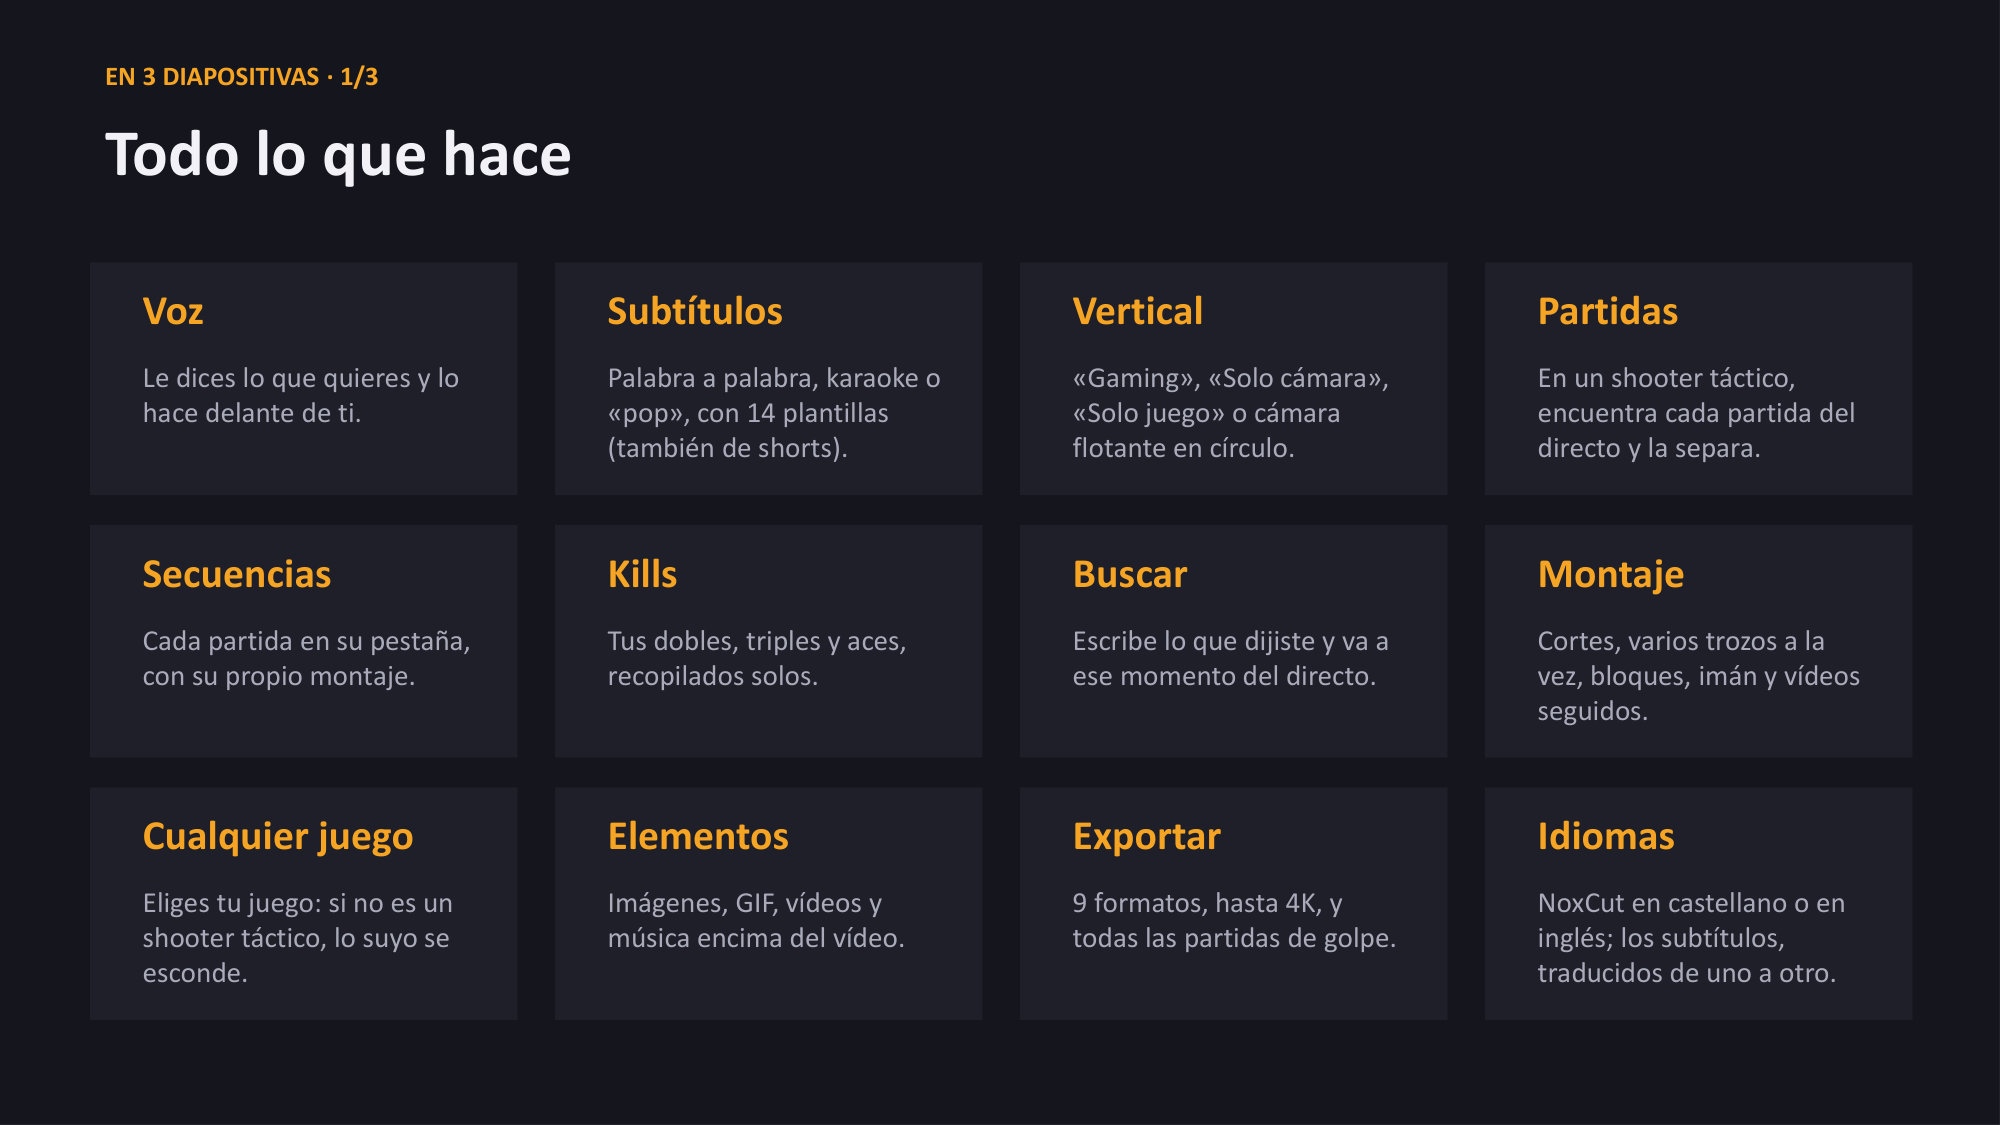 EN 3 DIAPOSITIVAS · 1/3
Todo lo que hace
Voz
Le dices lo que quieres y lo
hace delante de ti.
Subtítulos
Palabra a palabra, karaoke o
«pop», con 14 plantillas
(también de shorts).
Vertical
«Gaming», «Solo cámara»,
«Solo juego» o cámara
flotante en círculo.
Partidas
En un shooter táctico,
encuentra cada partida del
directo y la separa.
Secuencias
Cada partida en su pestaña,
con su propio montaje.
Kills
Tus dobles, triples y aces,
recopilados solos.
Buscar
Escribe lo que dijiste y va a
ese momento del directo.
Montaje
Cortes, varios trozos a la
vez, bloques, imán y vídeos
seguidos.
Cualquier juego
Eliges tu juego: si no es un
shooter táctico, lo suyo se
esconde.
Elementos
Imágenes, GIF, vídeos y
música encima del vídeo.
Exportar
9 formatos, hasta 4K, y
todas las partidas de golpe.
Idiomas
NoxCut en castellano o en
inglés; los subtítulos,
traducidos de uno a otro.